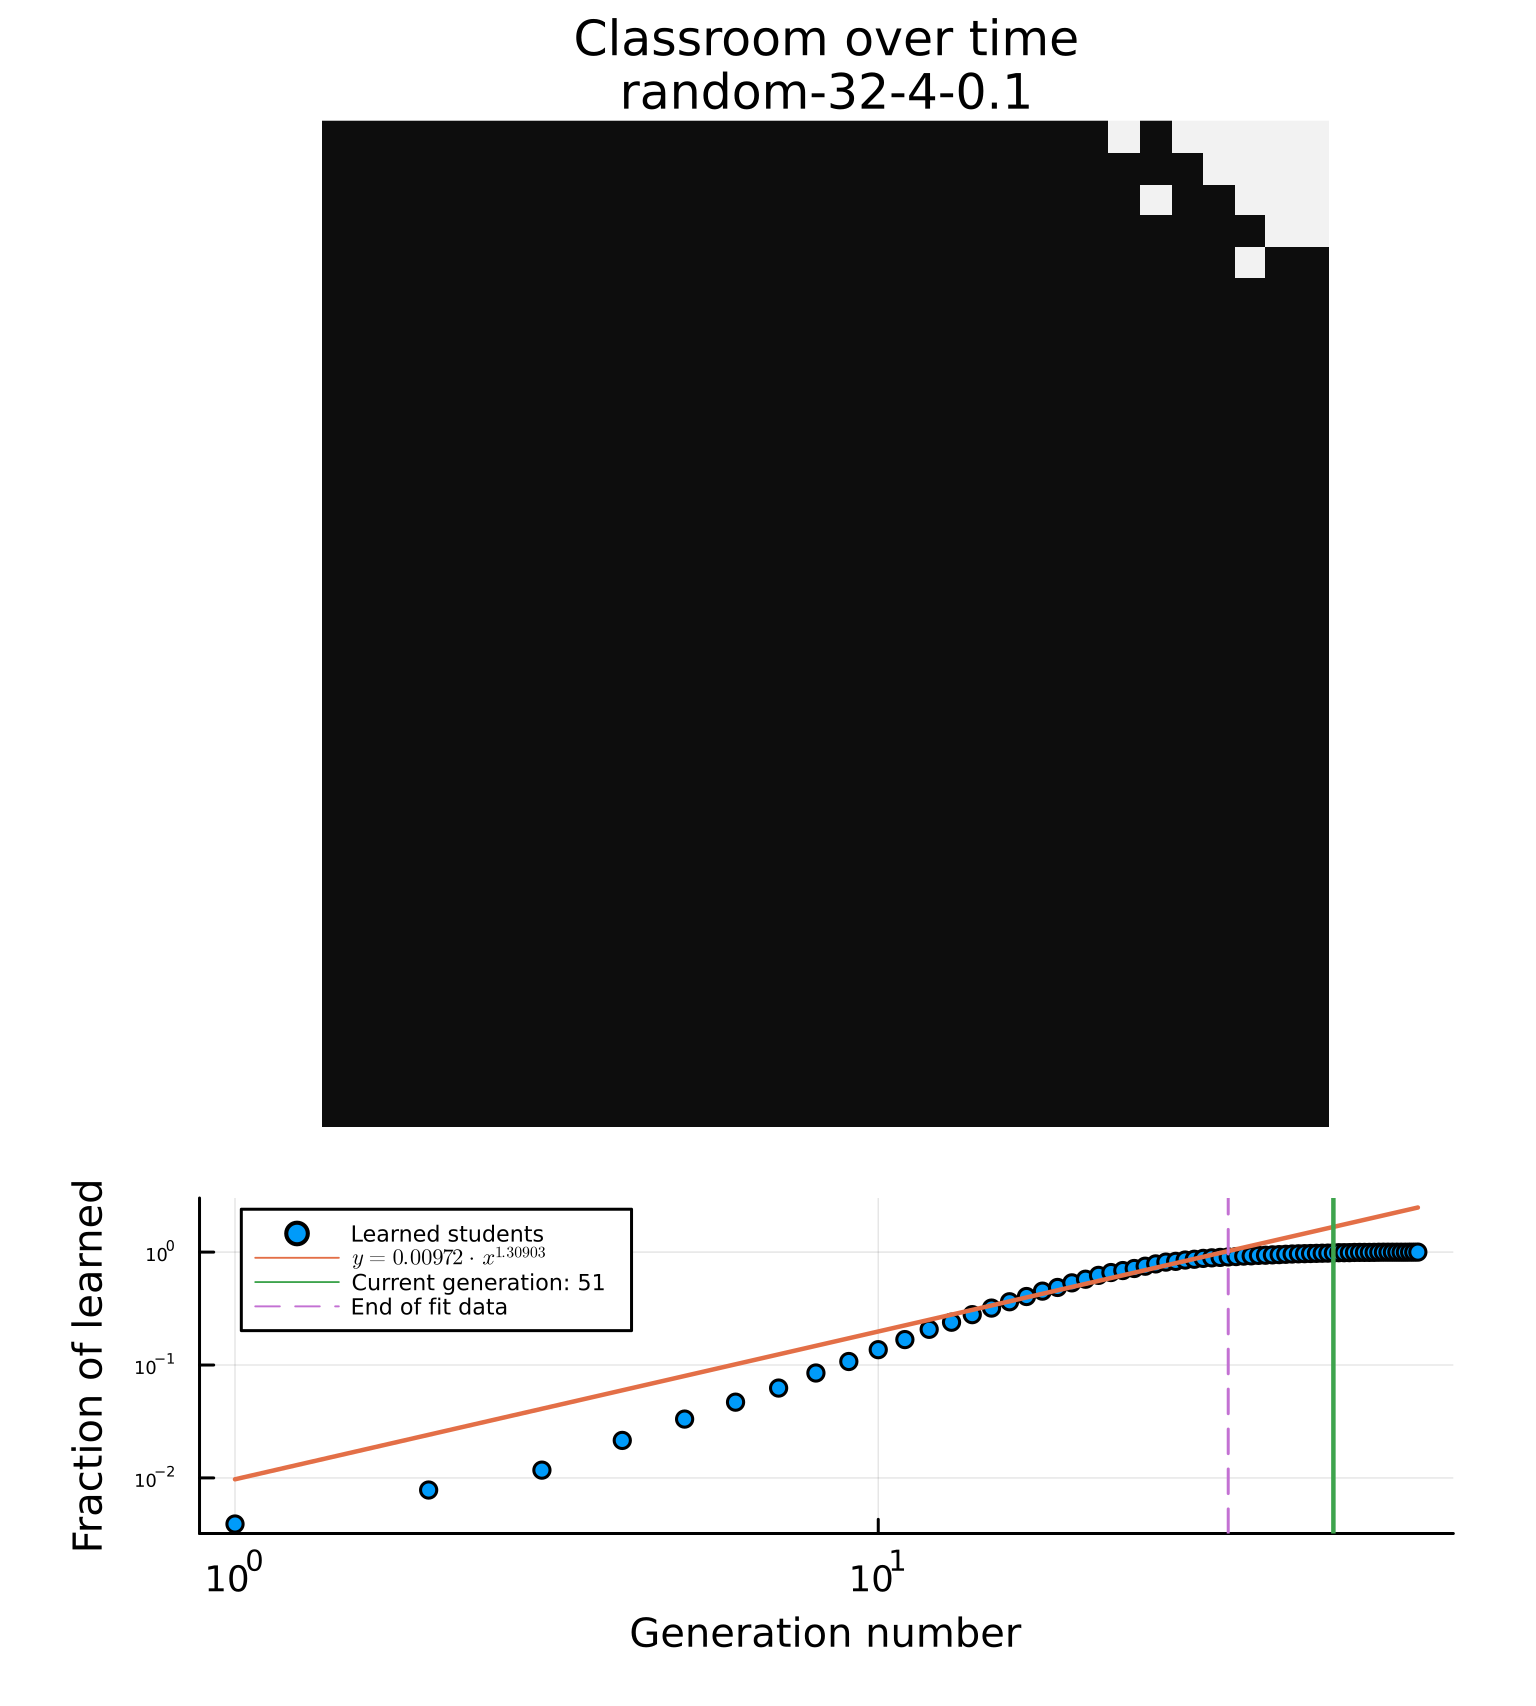 Classroom over time
random-32-4-0.1
Fraction of learned
Learned students
y = 0.00972 · x^1.30903
Current generation: 51
End of fit data
10^0
10^-1
10^-2
10^0
10^1
Generation number